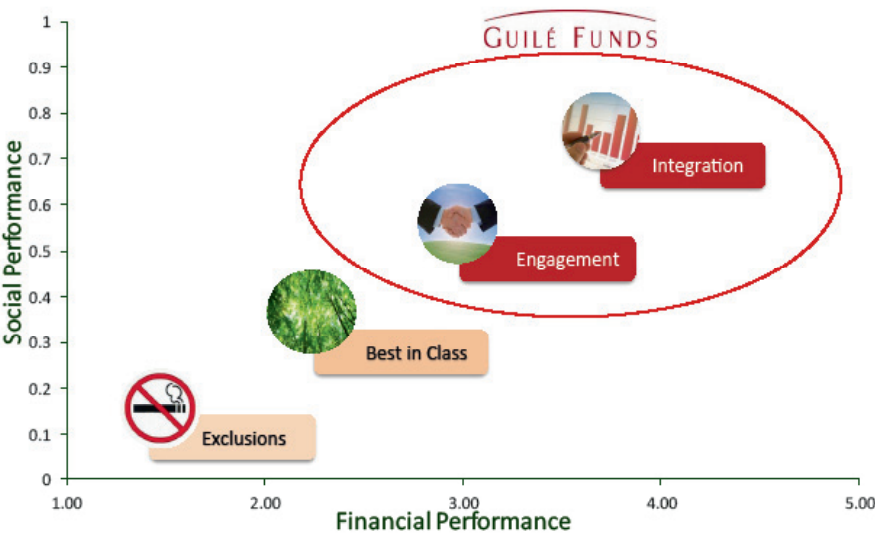 GUILÉ FUNDS
1
0.9
0.8
0.7
0.6
0.5
0.4
0.3
0.2
0.1
0
Social Performance
Integration
Engagement
Best in Class
Exclusions
1.00
2.00
3.00
4.00
5.00
Financial Performance